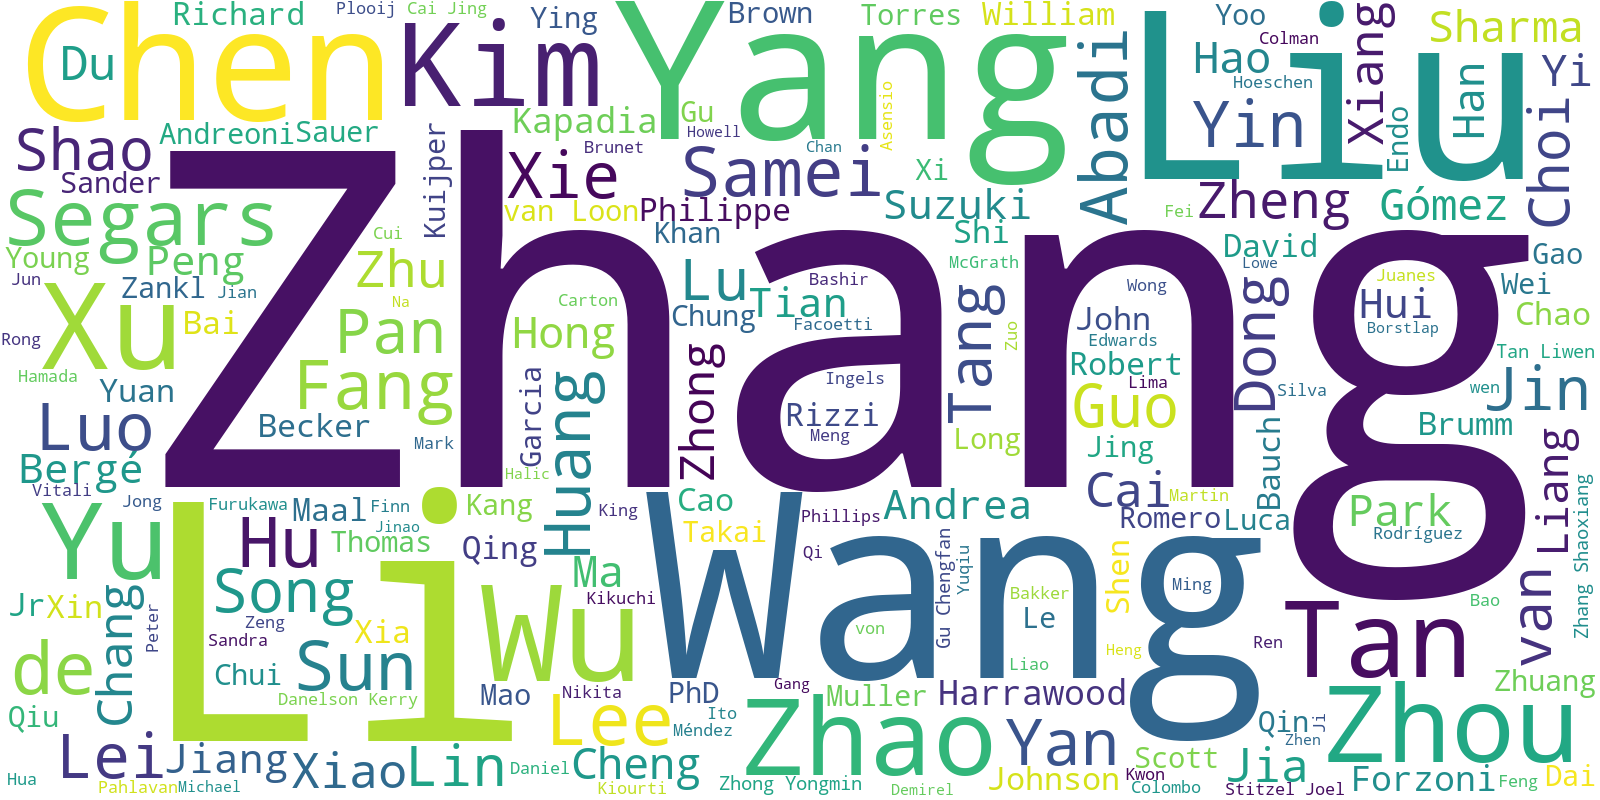 Chen
Richard
Plooij
Cai Jing
Ying
Kim
Yang
Brown
Torres
William
Liu
Yoo
Colman
Xiang
Sharma
Du
Hao
Hoeschen
Han
Yi
Shao
Andreoni
Sauer
Kuijper
Kapadia
Gu
Howell
Asensio
Abadi
Yin
Endo
Choi
Sander
Xie
Brunet
Samei
Chan
Xi
Segars
van Loon
Philippe
Suzuki
Fei
Zheng
Gómez
Young
Peng
Cui
Zhang
Khan
Shi
David
Gao
Jun
Zankl
Jian
Zhu
Lu
Bashir
McGrath
Lowe
Juanes
Wei
Xu
Bai
Na
Carton
Tian
Chung
Facoetti
Tang
Wong
John
Dong
Hui
Borstlap
Chao
Rong
Pan
Hong
Zuo
Edwards
Tan Liwen
Hamada
Yuan
Fang
Garcia
Huang
Zhong
Ingels
Robert
Lima
Silva
wen
Jin
Luo
Becker
Mark
Rizzi
Meng
Long
Guo
Jing
Brumm
Bergé
Halic
Bauch
Liang
Vitali
Jong
Furukawa
Maal
Finn
Kang
King
Cao
Phillips
Andrea
Cai
Martin
Romero
Luca
Park
Rodríguez
Zhang Shaoxiang
Yu
Hu
Jinao
Thomas
Li
Qing
Takai
Wang
Qi
Gu Chengfan
Yuqiu
Shen
Ming
van
Jr
Xin
Chang
Peter
Song
Wu
Ma
Kikuchi
Bakker
Le
Tan
Bao
Zeng
Sandra
Xia
von
Liao
Heng
Ren
de
Chui
Sun
Danelson Kerry
Mao
Nikita
PhD
Gang
Muller
Harrawood
Zhuang
Qiu
Lee
Méndez
Ito
Zhao
Yan
Qin
Ji
Zhen
Zhou
Lei
Jiang
Xiao
Lin
Daniel
Cheng
Scott
Jia
Hua
Pahlavan
Michael
Kiourti
Zhong Yongmin
Demirel
Johnson
Kwon
Colombo
Stitzel Joel
Forzoni
Feng
Dai